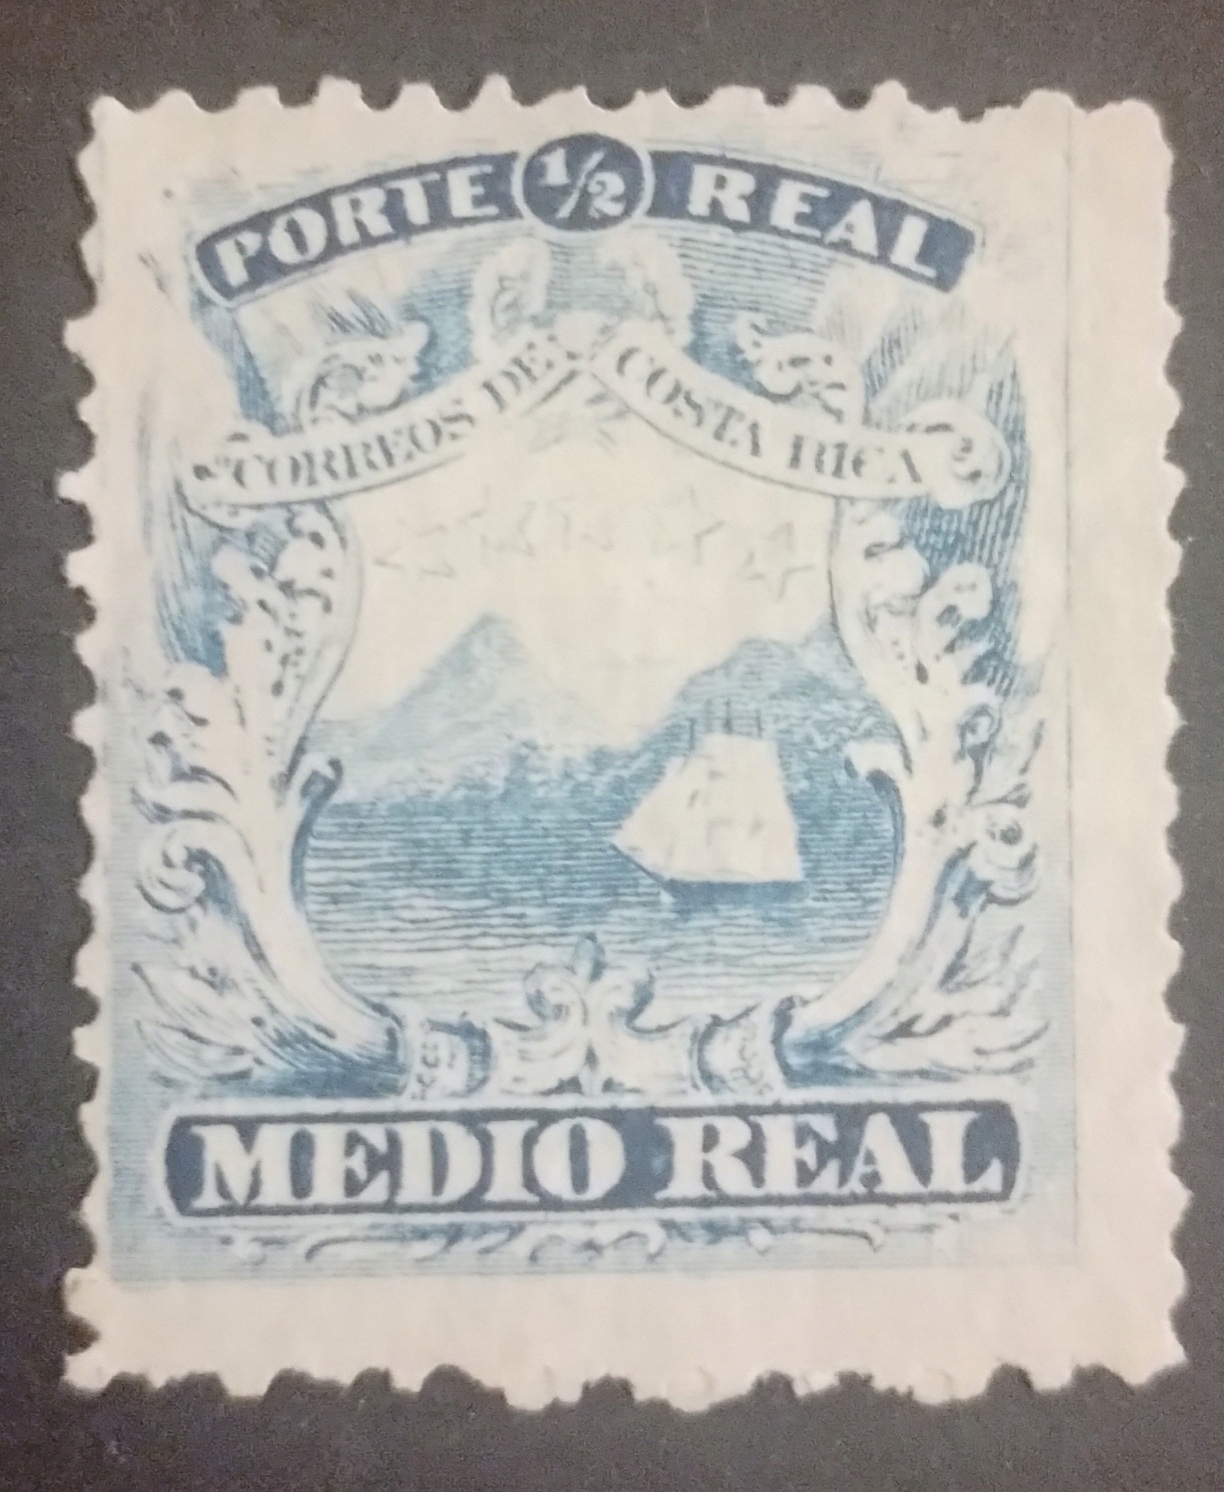 PORTE 1/2 REAL
CORREOS DE COSTA RICA
MEDIO REAL